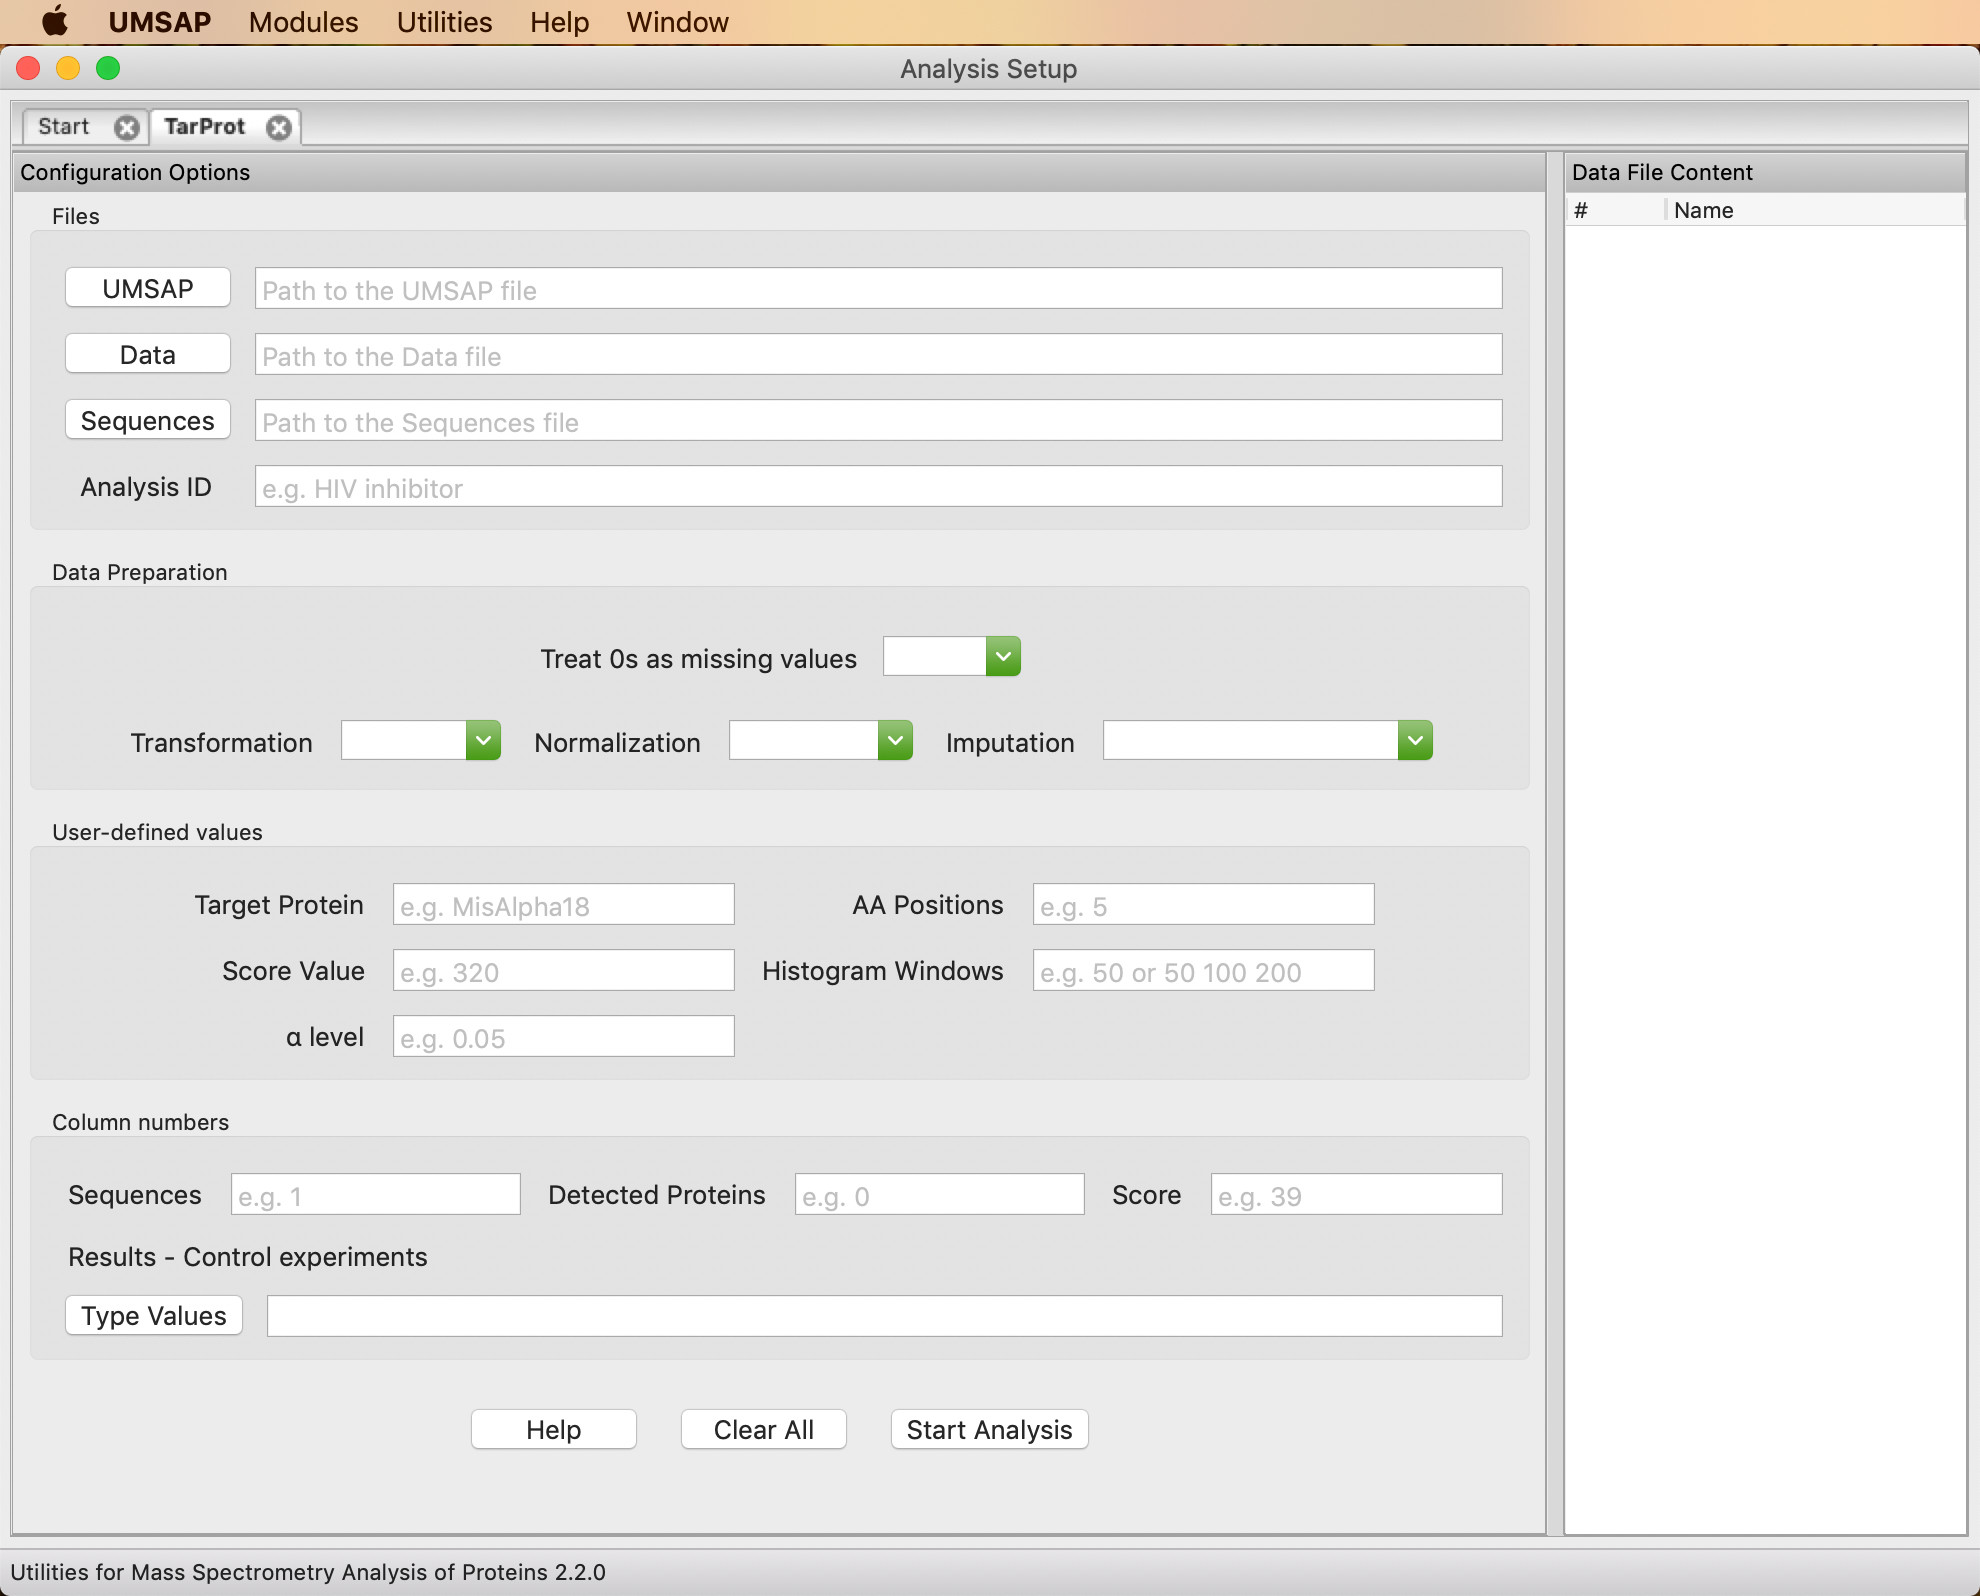 UMSAP Modules Utilities Help Window
Analysis Setup
Start TarProt
Configuration Options
Data File Content
# Name
Files
UMSAP Path to the UMSAP file
Data Path to the Data file
Sequences Path to the Sequences file
Analysis ID e.g. HIV inhibitor
Data Preparation
Treat 0s as missing values
Transformation Normalization Imputation
User-defined values
Target Protein e.g. MisAlpha18 AA Positions e.g. 5
Score Value e.g. 320 Histogram Windows e.g. 50 or 50 100 200
α level e.g. 0.05
Column numbers
Sequences e.g. 1 Detected Proteins e.g. 0 Score e.g. 39
Results - Control experiments
Type Values
Help Clear All Start Analysis
Utilities for Mass Spectrometry Analysis of Proteins 2.2.0